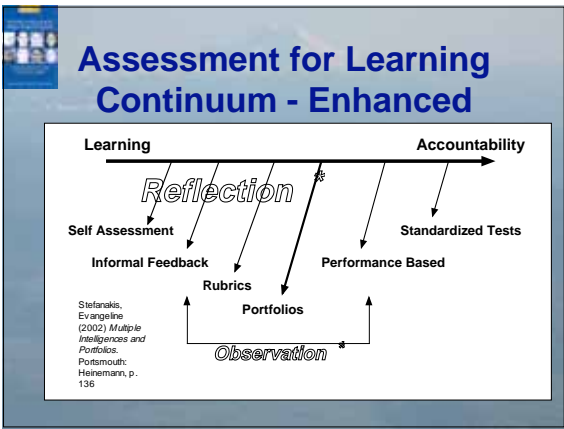 Assessment for Learning
Continuum - Enhanced
Learning
Accountability
Reflection *
Self Assessment
Standardized Tests
Informal Feedback
Performance Based
Rubrics
Portfolios
Stefanakis,
Evangeline
(2002) Multiple
Intelligences and
Portfolios.
Portsmouth:
Heinemann, p.
136
Observation *